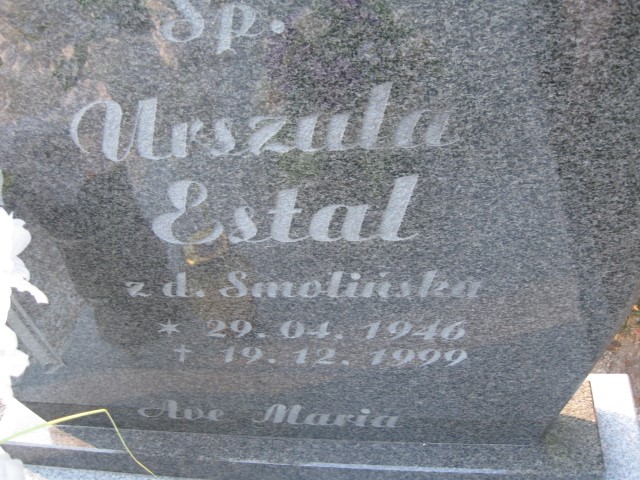 Śp.
Urszula
Estal
z d. Smolińska
* 29. 04. 1946
† 19. 12. 1999
Ave Maria